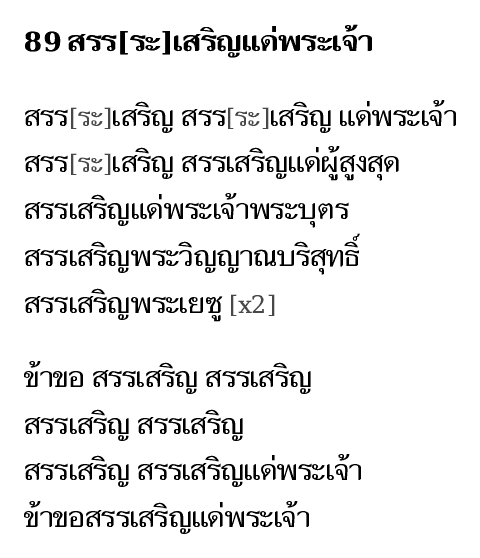 89 สรร[ระ]เสริญแด่พระเจ้า
สรร[ระ]เสริญ สรร[ระ]เสริญ แด่พระเจ้า
สรร[ระ]เสริญ สรรเสริญแด่ผู้สูงสุด
สรรเสริญแด่พระเจ้าพระบุตร
สรรเสริญพระวิญญาณบริสุทธิ์
สรรเสริญพระเยซู [x2]
ข้าขอ สรรเสริญ สรรเสริญ
สรรเสริญ สรรเสริญ
สรรเสริญ สรรเสริญแด่พระเจ้า
ข้าขอสรรเสริญแด่พระเจ้า